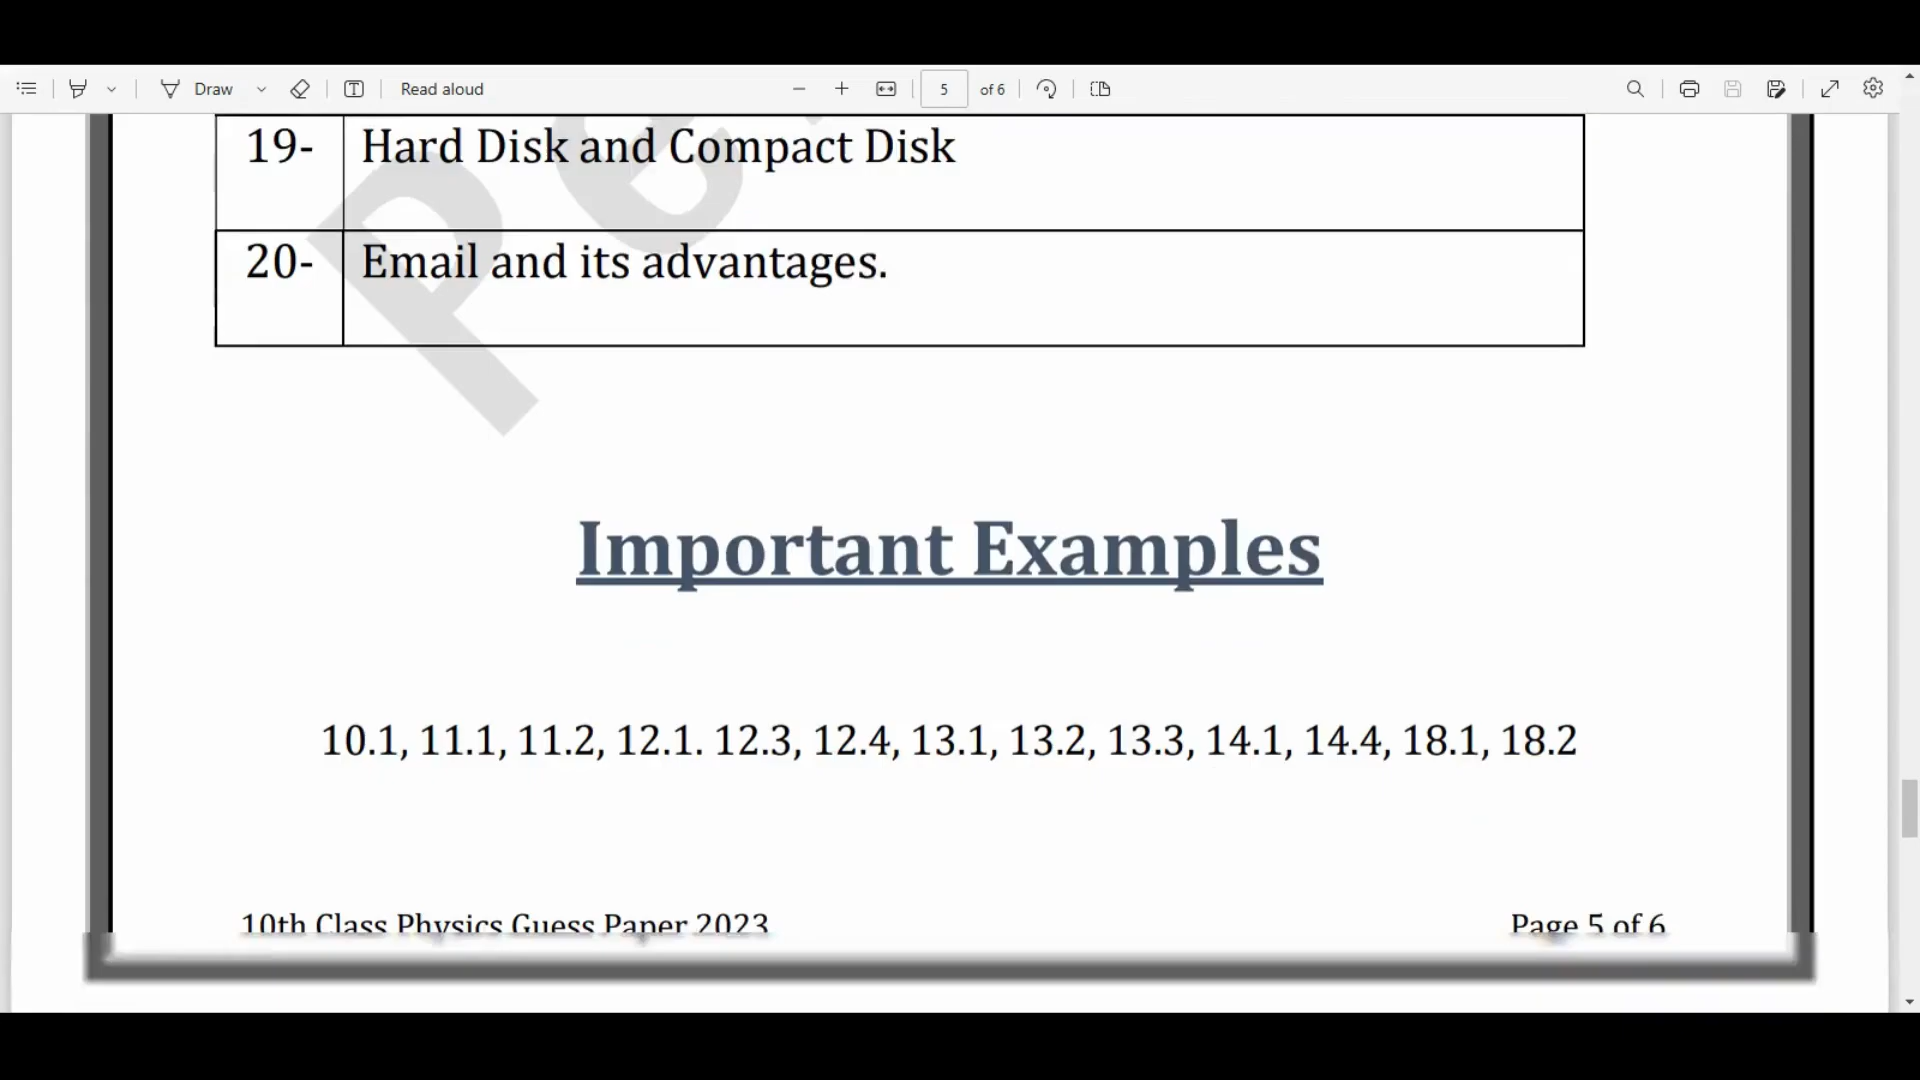 Draw
Read aloud
5 of 6
19- Hard Disk and Compact Disk
20- Email and its advantages.
Important Examples
10.1, 11.1, 11.2, 12.1. 12.3, 12.4, 13.1, 13.2, 13.3, 14.1, 14.4, 18.1, 18.2
10th Class Physics Guess Paper 2023 Page 5 of 6